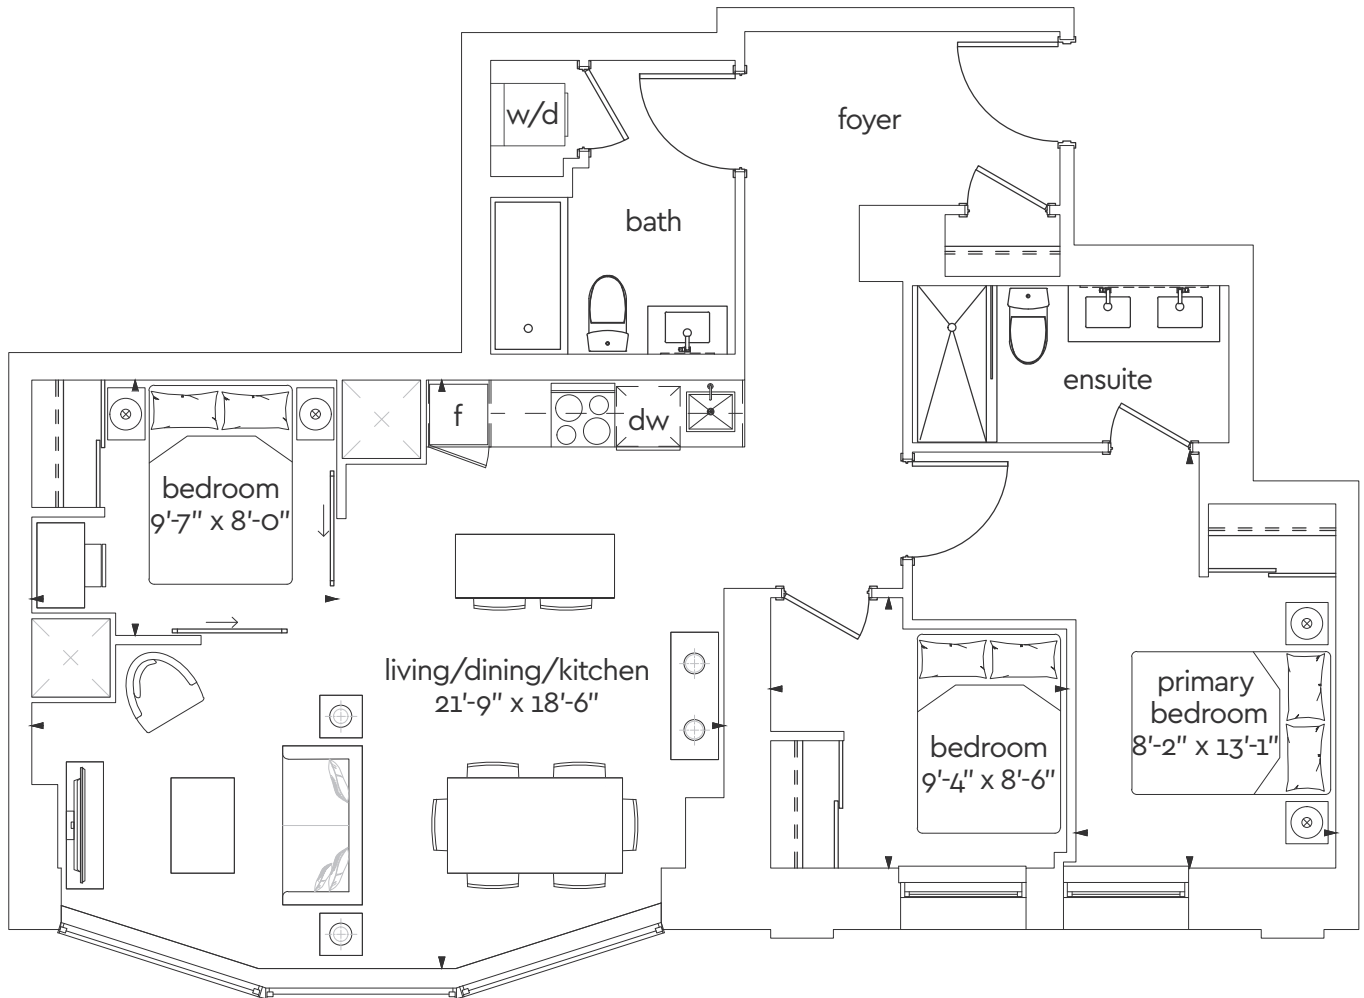 w/d
foyer
bath
ensuite
f
dw
bedroom
9'-7" x 8'-0"
living/dining/kitchen
21'-9" x 18'-6"
bedroom
9'-4" x 8'-6"
primary
bedroom
8'-2" x 13'-1"